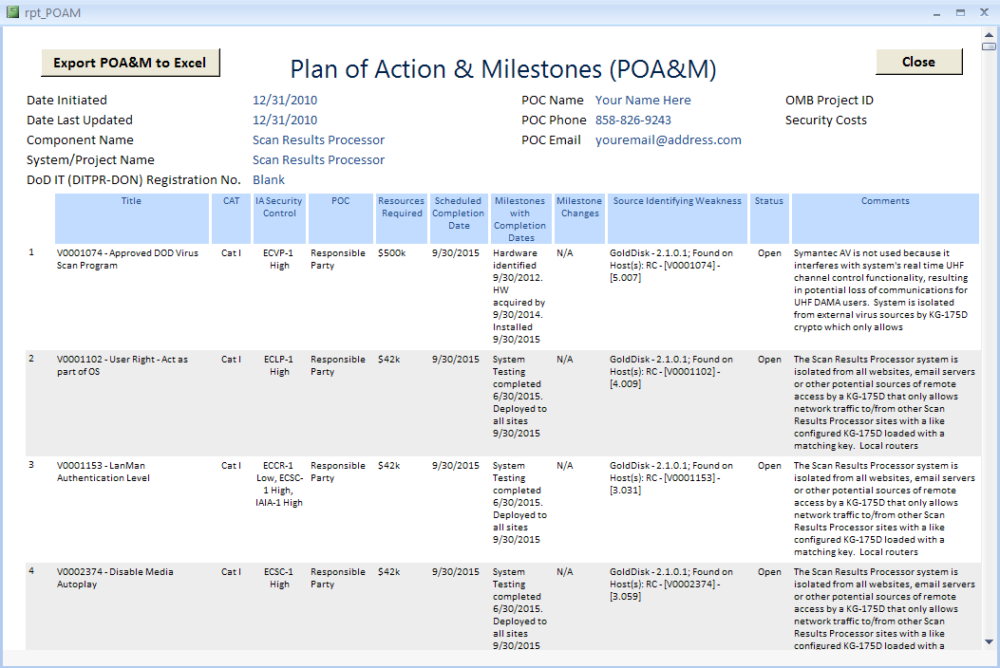 rpt_POAM
Export POA&M to Excel
Plan of Action & Milestones (POA&M)
Close
Date Initiated 12/31/2010 POC Name Your Name Here OMB Project ID
Date Last Updated 12/31/2010 POC Phone 858-826-9243 Security Costs
Component Name Scan Results Processor POC Email youremail@address.com
System/Project Name Scan Results Processor
DoD IT (DITPR-DON) Registration No. Blank
Title CAT IA Security POC Resources Scheduled Milestones Milestone Source Identifying Weakness Status Comments
Control Required Completion with Changes
Date Completion
Dates
1 V0001074 - Approved DOD Virus Cat I ECVP-1 Responsible $500k 9/30/2015 Hardware N/A GoldDisk - 2.1.0.1; Found on Open Symantec AV is not used because it
Scan Program High Party identified Host(s): RC - [V0001074] - interferes with system's real time UHF
9/30/2012. [5.007] channel control functionality, resulting
HW in potential loss of communications for
acquired by UHF DAMA users. System is isolated
9/30/2014. from external virus sources by KG-175D
Installed crypto which only allows
9/30/2015
2 V0001102 - User Right - Act as Cat I ECLP-1 Responsible $42k 9/30/2015 System N/A GoldDisk - 2.1.0.1; Found on Open The Scan Results Processor system is
part of OS High Party Testing Host(s): RC - [V0001102] - isolated from all websites, email servers
completed [4.009] or other potential sources of remote
6/30/2015. access by a KG-175D that only allows
Deployed to network traffic to/from other Scan
all sites Results Processor sites with a like
9/30/2015 configured KG-175D loaded with a
matching key. Local routers
3 V0001153 - LanMan Cat I ECCR-1 Responsible $42k 9/30/2015 System N/A GoldDisk - 2.1.0.1; Found on Open The Scan Results Processor system is
Authentication Level Low, ECSC- Party Testing Host(s): RC - [V0001153] - isolated from all websites, email servers
1 High, completed [3.031] or other potential sources of remote
IAIA-1 High 6/30/2015. access by a KG-175D that only allows
Deployed to network traffic to/from other Scan
all sites Results Processor sites with a like
9/30/2015 configured KG-175D loaded with a
matching key. Local routers
4 V0002374 - Disable Media Cat I ECSC-1 Responsible $42k 9/30/2015 System N/A GoldDisk - 2.1.0.1; Found on Open The Scan Results Processor system is
Autoplay High Party Testing Host(s): RC - [V0002374] - isolated from all websites, email servers
completed [3.059] or other potential sources of remote
6/30/2015. access by a KG-175D that only allows
Deployed to network traffic to/from other Scan
all sites Results Processor sites with a like
9/30/2015 configured KG-175D loaded with a